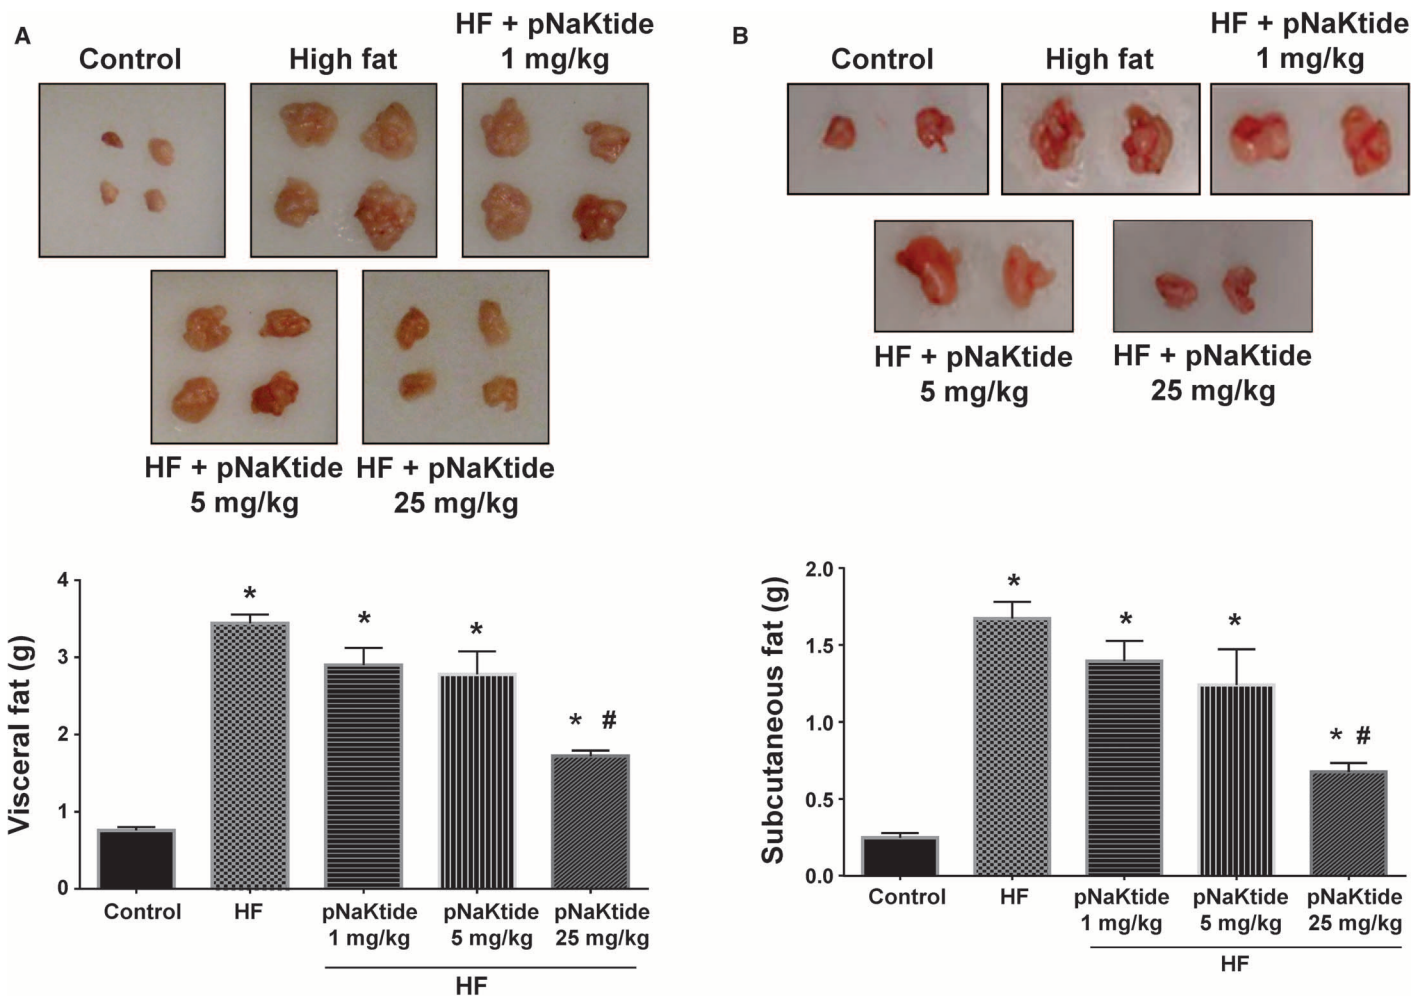 A
Control
High fat
HF + pNaKtide
1 mg/kg
HF + pNaKtide
5 mg/kg
HF + pNaKtide
25 mg/kg
Visceral fat (g)
4
3
2
1
0
*
*
*
* #
Control
HF
pNaKtide
1 mg/kg
pNaKtide
5 mg/kg
pNaKtide
25 mg/kg
HF
B
Control
High fat
HF + pNaKtide
1 mg/kg
HF + pNaKtide
5 mg/kg
HF + pNaKtide
25 mg/kg
Subcutaneous fat (g)
2.0
1.5
1.0
0.5
0.0
*
*
*
* #
Control
HF
pNaKtide
1 mg/kg
pNaKtide
5 mg/kg
pNaKtide
25 mg/kg
HF